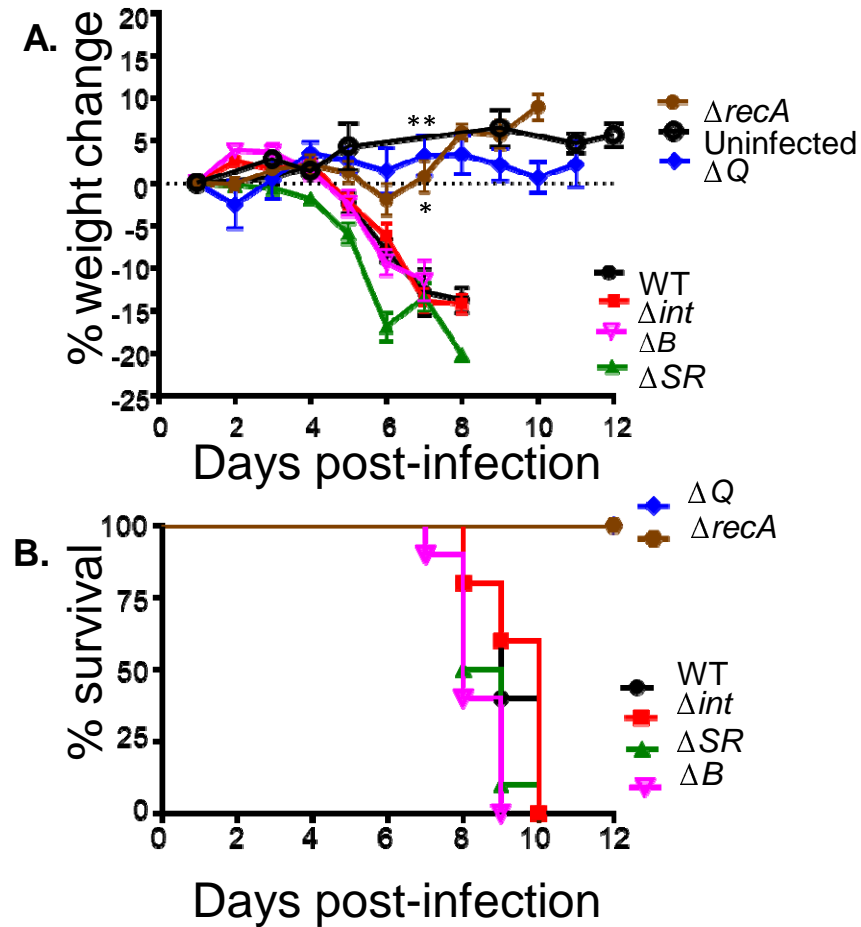 A.
% weight change
20
15
10
5
0
-5
-10
-15
-20
-25
**
*
2 4 6 8 10 12
Days post-infection
ΔrecA
Uninfected
ΔQ
WT
Δint
ΔB
ΔSR
B.
% survival
100
75
50
25
0
0 2 4 6 8 10 12
Days post-infection
ΔQ
ΔrecA
WT
Δint
ΔSR
ΔB